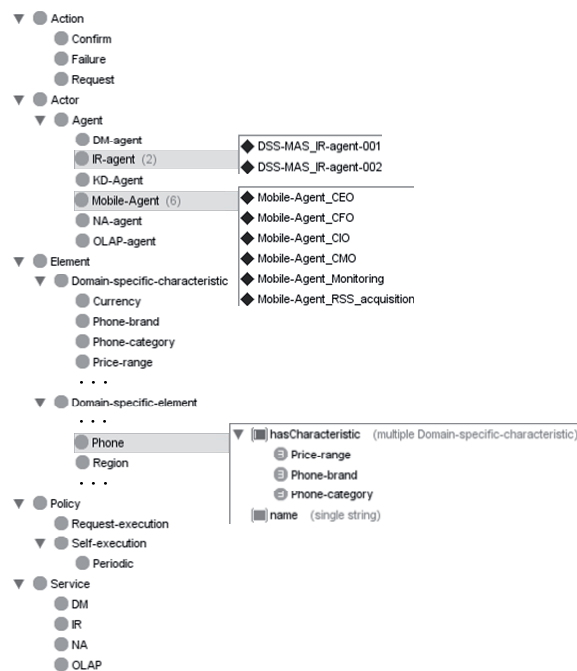 Action
Confirm
Failure
Request
Actor
Agent
DM-agent
IR-agent (2)
DSS-MAS_IR-agent-001
DSS-MAS_IR-agent-002
KD-Agent
Mobile-Agent (6)
Mobile-Agent_CEO
Mobile-Agent_CFO
Mobile-Agent_CIO
Mobile-Agent_CMO
Mobile-Agent_Monitoring
Mobile-Agent_RSS_acquisition
NA-agent
OLAP-agent
Element
Domain-specific-characteristic
Currency
Phone-brand
Phone-category
Price-range
. . .
Domain-specific-element
. . .
Phone
hasCharacteristic (multiple Domain-specific-characteristic)
Price-range
Phone-brand
Phone-category
name (single string)
Region
. . .
Policy
Request-execution
Self-execution
Periodic
Service
DM
IR
NA
OLAP